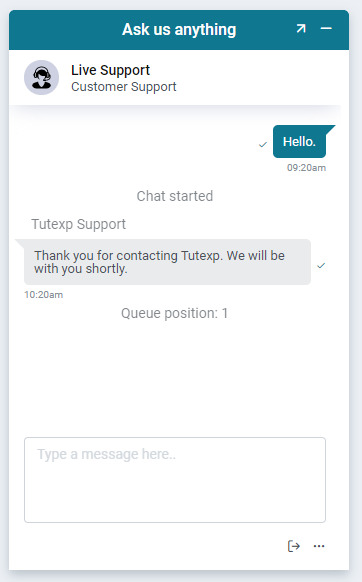 Ask us anything
Live Support
Customer Support
Hello.
09:20am
Chat started
Tutexp Support
Thank you for contacting Tutexp. We will be
with you shortly.
10:20am
Queue position: 1
Type a message here..